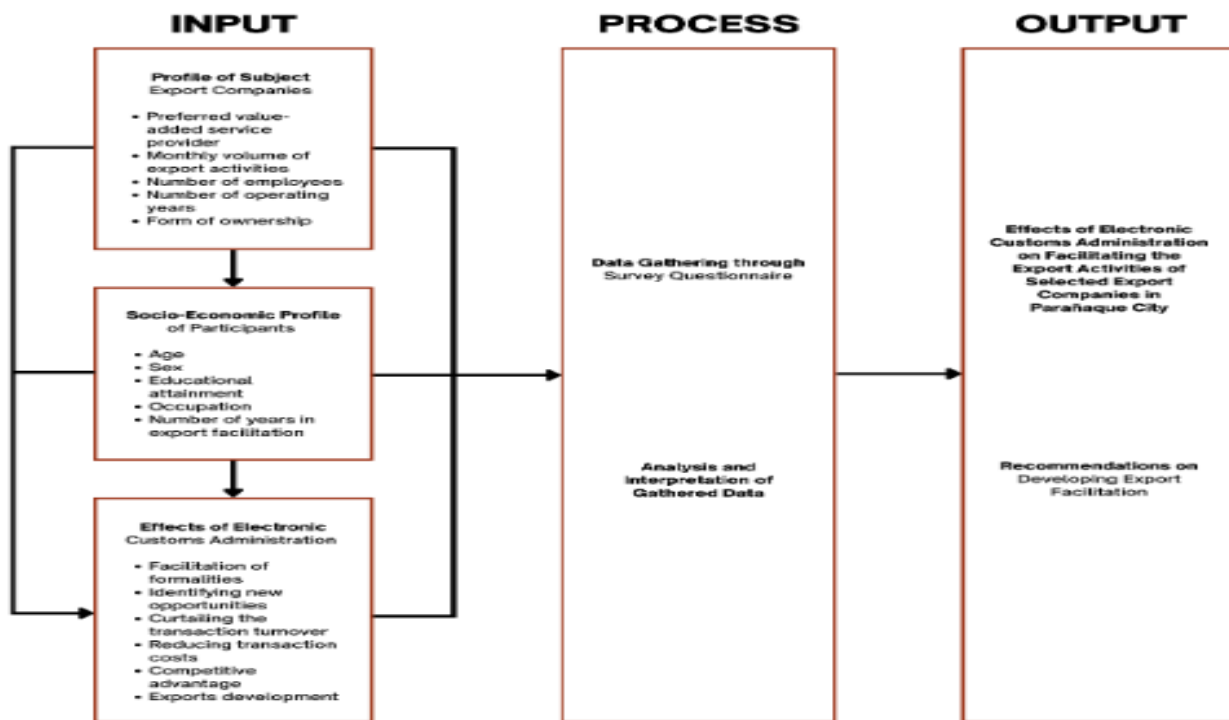 INPUT
Profile of Subject
Export Companies
• Preferred value-
added service
provider
• Monthly volume of
export activities
• Number of employees
• Number of operating
years
• Form of ownership
Socio-Economic Profile
of Participants
• Age
• Sex
• Educational
attainment
• Occupation
• Number of years in
export facilitation
Effects of Electronic
Customs Administration
• Facilitation of
formalities
• Identifying new
opportunities
• Curtailing the
transaction turnover
• Reducing transaction
costs
• Competitive
advantage
• Exports development
PROCESS
Data Gathering through
Survey Questionnaire
Analysis and
Interpretation of
Gathered Data
OUTPUT
Effects of Electronic
Customs Administration
on Facilitating the
Export Activities of
Selected Export
Companies in
Parañaque City
Recommendations on
Developing Export
Facilitation